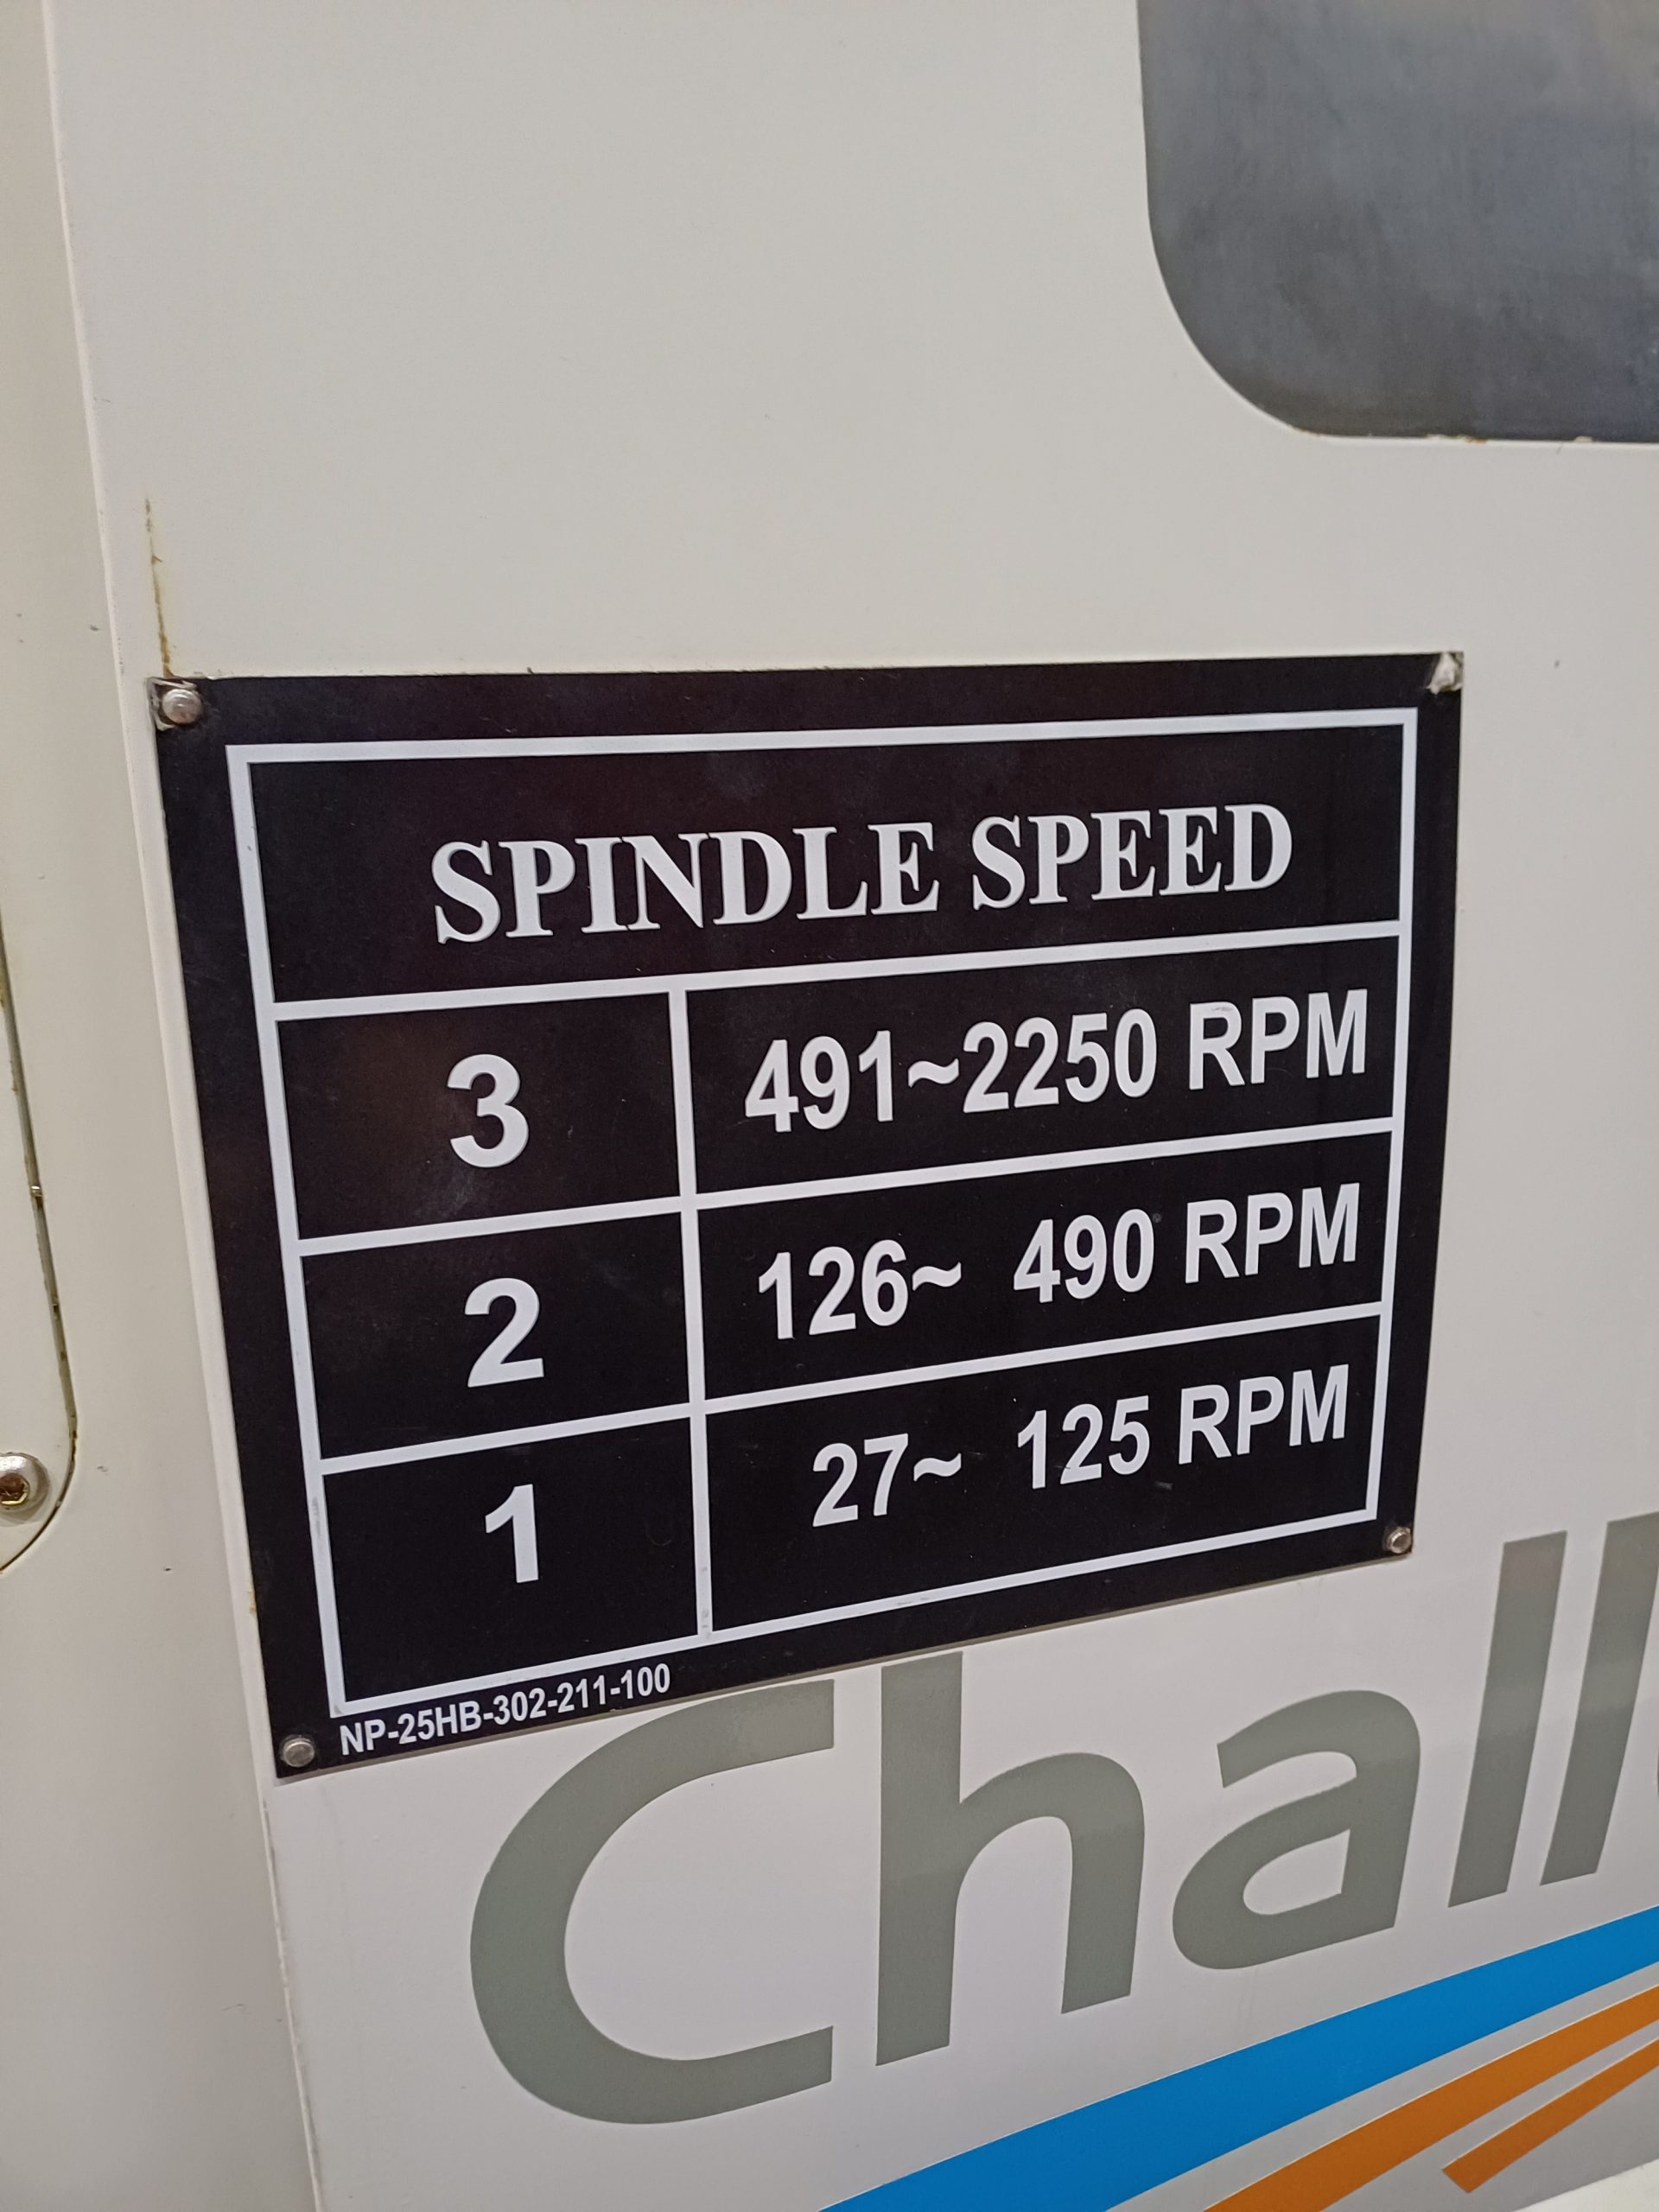 SPINDLE SPEED
3 491~2250 RPM
2 126~ 490 RPM
1 27~ 125 RPM
NP-25HB-302-211-100
Chall